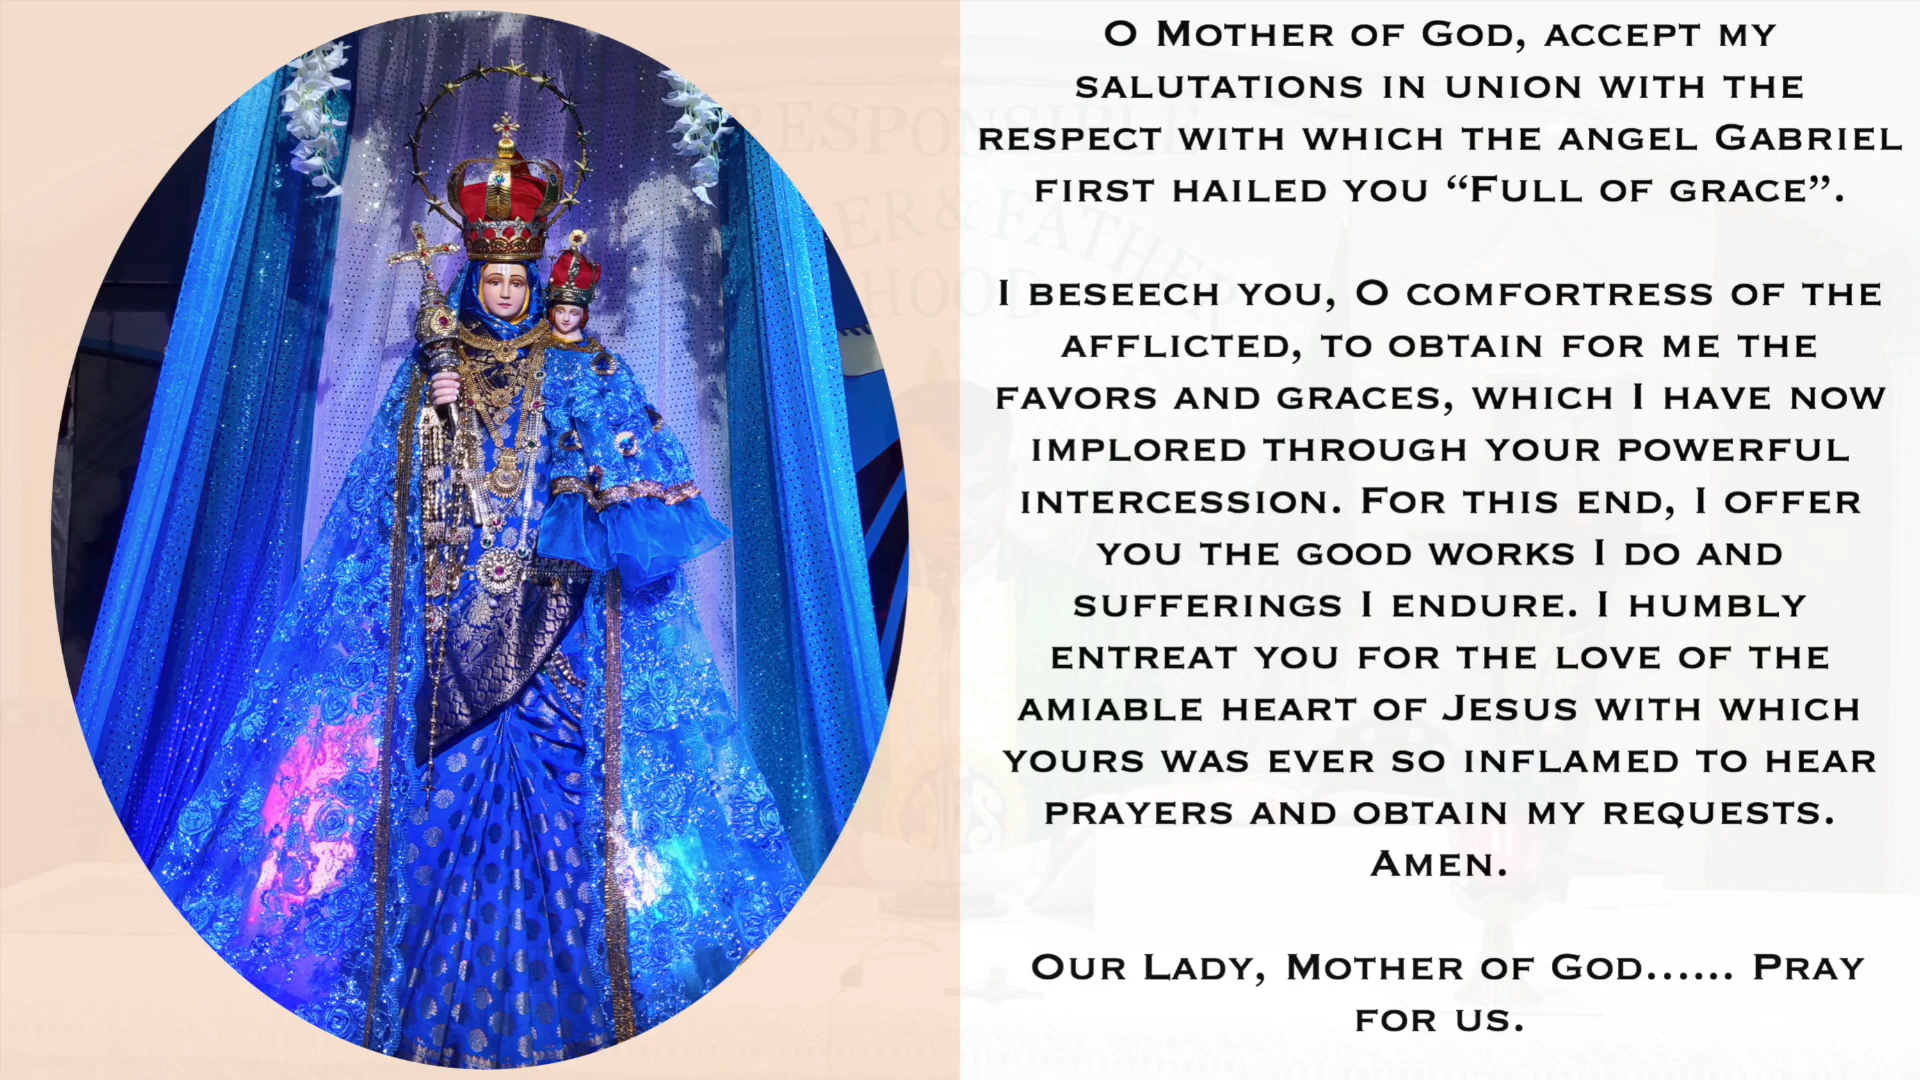 O Mother of God, accept my
salutations in union with the
respect with which the angel Gabriel
first hailed you “Full of grace”.
I beseech you, O comfortress of the
afflicted, to obtain for me the
favors and graces, which I have now
implored through your powerful
intercession. For this end, I offer
you the good works I do and
sufferings I endure. I humbly
entreat you for the love of the
amiable heart of Jesus with which
yours was ever so inflamed to hear
prayers and obtain my requests.
Amen.
Our Lady, Mother of God...... Pray
for us.
RESPONSIBLE
&FATHER
HOOD